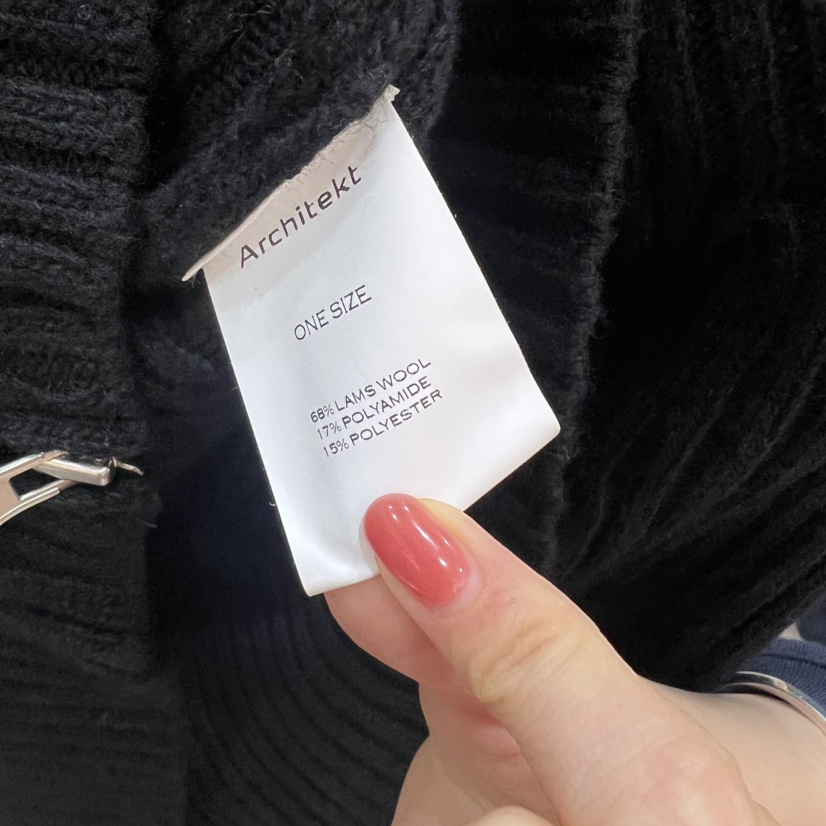 Architekt
ONE SIZE
68% LAMS WOOL
17% POLYAMIDE
15% POLYESTER